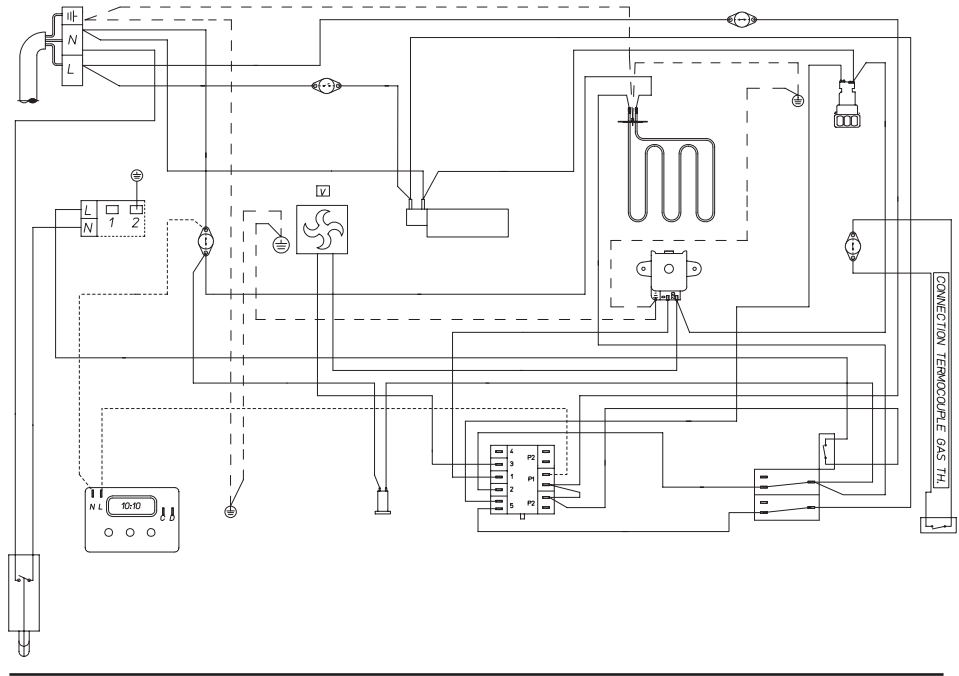 N
L
V
L
1
2
N
CONNECTION TERMOCOUPLE GAS TH.
4
P2
3
1
P1
2
P2
5
N L
10:10
C D